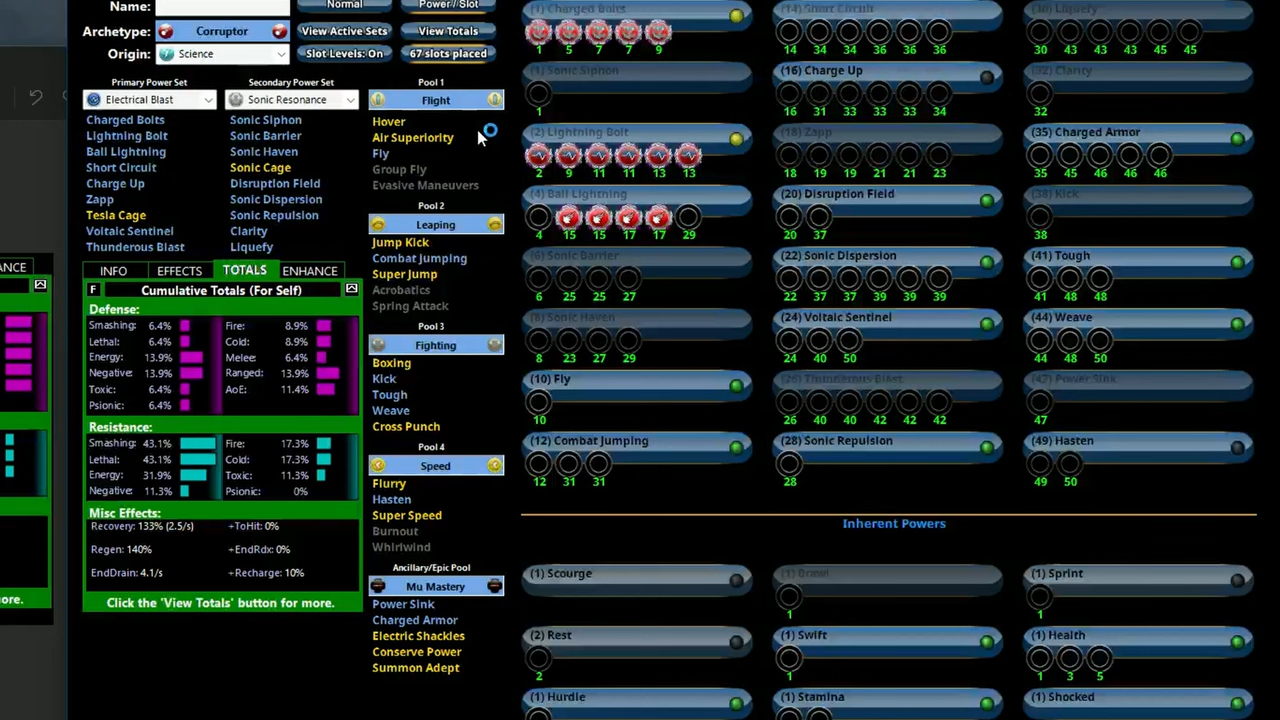 Name:
Normal
Power / Slot
Archetype: Corruptor
View Active Sets
View Totals
Origin: Science
Slot Levels: On
67 slots placed
Primary Power Set
Secondary Power Set
Electrical Blast
Sonic Resonance
Charged Bolts
Lightning Bolt
Ball Lightning
Short Circuit
Charge Up
Zapp
Tesla Cage
Voltaic Sentinel
Thunderous Blast
Sonic Siphon
Sonic Barrier
Sonic Haven
Sonic Cage
Disruption Field
Sonic Dispersion
Sonic Repulsion
Clarity
Liquefy
INFO EFFECTS TOTALS ENHANCE
F Cumulative Totals (For Self)
Defense:
Smashing: 6.4% Fire: 8.9%
Lethal: 6.4% Cold: 8.9%
Energy: 13.9% Melee: 6.4%
Negative: 13.9% Ranged: 13.9%
Toxic: 6.4% AoE: 11.4%
Psionic: 6.4%
Resistance:
Smashing: 43.1% Fire: 17.3%
Lethal: 43.1% Cold: 17.3%
Energy: 31.9% Toxic: 11.3%
Negative: 11.3% Psionic: 0%
Misc Effects:
Recovery: 133% (2.5/s) +ToHit: 0%
Regen: 140% +EndRdx: 0%
EndDrain: 4.1/s +Recharge: 10%
Click the 'View Totals' button for more.
ANCE
ore.
Pool 1
Flight
Hover
Air Superiority
Fly
Group Fly
Evasive Maneuvers
Pool 2
Leaping
Jump Kick
Combat Jumping
Super Jump
Acrobatics
Spring Attack
Pool 3
Fighting
Boxing
Kick
Tough
Weave
Cross Punch
Pool 4
Speed
Flurry
Hasten
Super Speed
Burnout
Whirlwind
Ancillary/Epic Pool
Mu Mastery
Power Sink
Charged Armor
Electric Shackles
Conserve Power
Summon Adept
(1) Charged Bolts
1 5 7 7 9
(1) Sonic Siphon
1
(2) Lightning Bolt
2 9 11 11 13 13
(4) Ball Lightning
4 15 15 17 17 29
(6) Sonic Barrier
6 25 25 27
(8) Sonic Haven
8 23 27 29
(10) Fly
10
(12) Combat Jumping
12 31 31
(14) Short Circuit
14 34 34 36 36 36
(16) Charge Up
16 31 33 33 33 34
(18) Zapp
18 19 19 21 21 23
(20) Disruption Field
20 37
(22) Sonic Dispersion
22 37 37 39 39 39
(24) Voltaic Sentinel
24 40 50
(26) Thunderous Blast
26 40 40 42 42 42
(28) Sonic Repulsion
28
(30) Liquefy
30 43 43 43 45 45
Clarity
32
(35) Charged Armor
35 45 46 46 46
(38) Kick
38
(41) Tough
41 48 48
(44) Weave
44 48 50
(47) Power Sink
47
(49) Hasten
49 50
Inherent Powers
(1) Scourge
(1) Brawl
1
(1) Sprint
1
(2) Rest
2
(1) Swift
1
(1) Health
1 3 5
(1) Hurdle
(1) Stamina
(1) Shocked